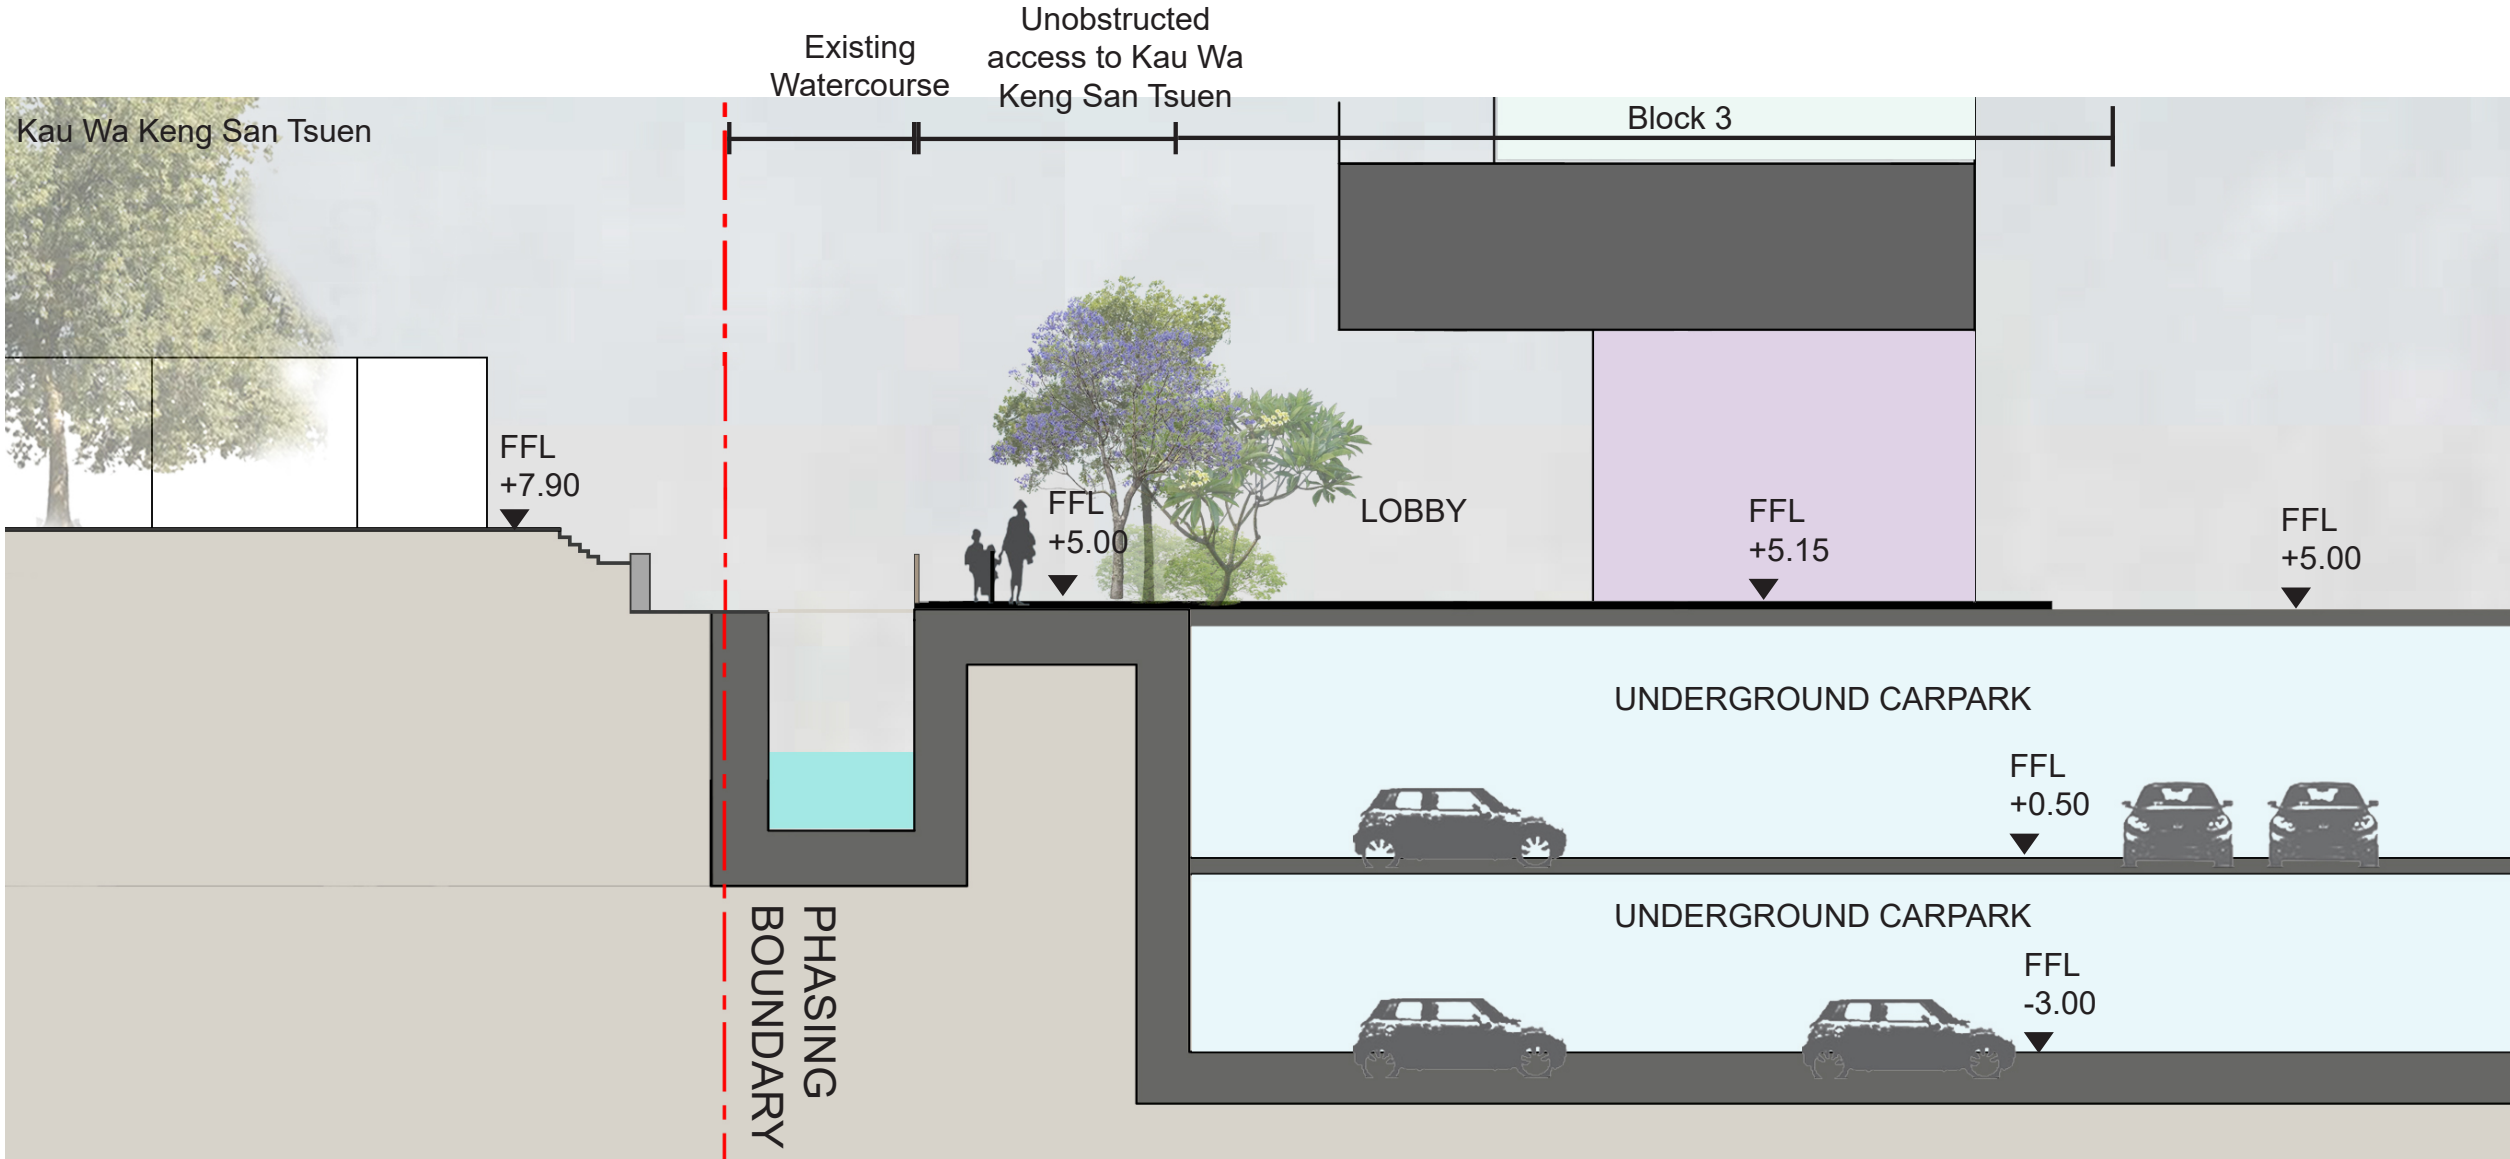 Unobstructed
access to Kau Wa
Keng San Tsuen
Existing
Watercourse
Kau Wa Keng San Tsuen
Block 3
FFL
+7.90
FFL
+5.00
LOBBY
FFL
+5.15
FFL
+5.00
UNDERGROUND CARPARK
FFL
+0.50
UNDERGROUND CARPARK
FFL
-3.00
PHASING
BOUNDARY